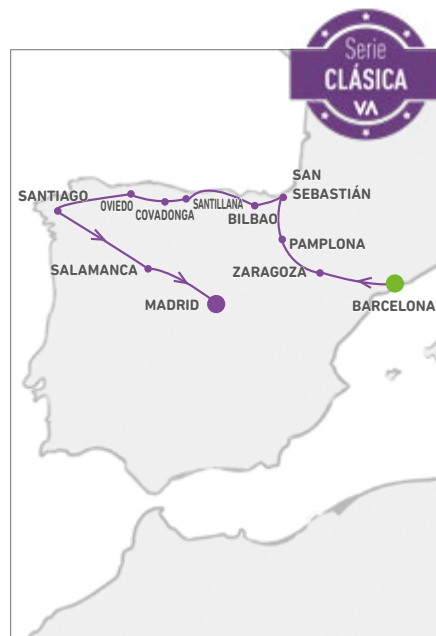 Serie
CLÁSICA
VA
SAN
SEBASTIÁN
SANTIAGO
OVIEDO
COVADONGA
SANTILLANA
BILBAO
PAMPLONA
SALAMANCA
ZARAGOZA
MADRID
BARCELONA